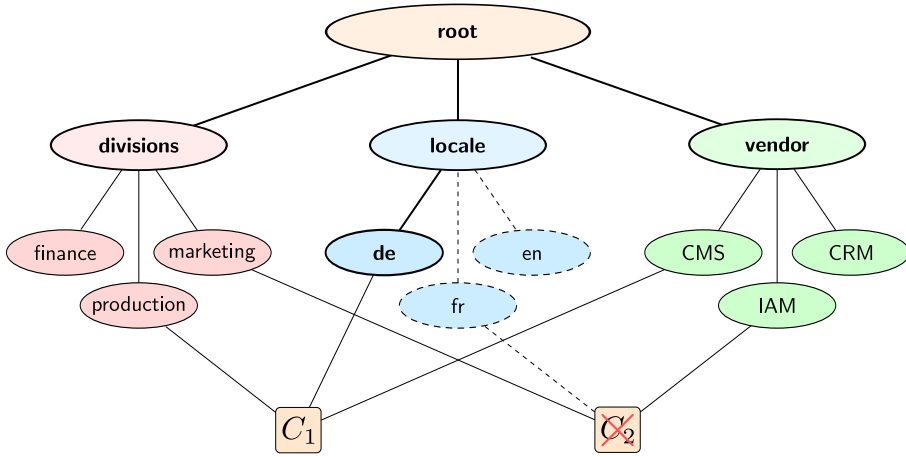 root
divisions
locale
vendor
finance
marketing
de
en
CMS
CRM
production
fr
IAM
C₁
C₂